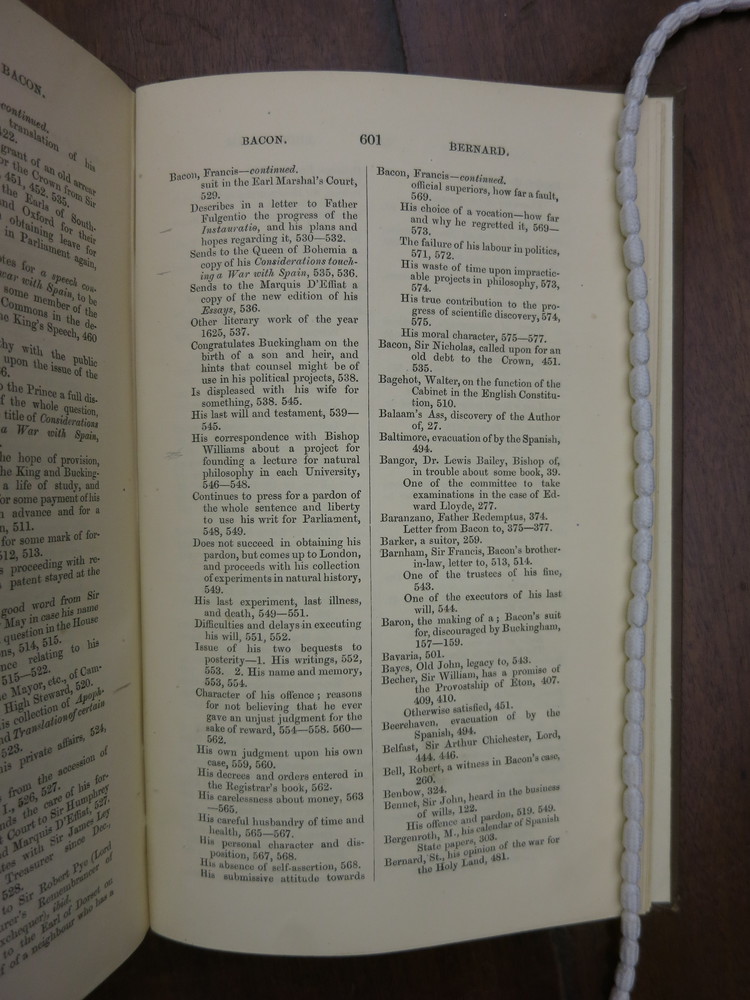 BACON.
continued.
translation of his
422.
grant of an old arrear
or the Crown from Sir
451, 452. 535.
the Earls of South-
and Oxford for their
obtaining leave for
in Parliament again,
notes for a speech con-
war with Spain, to be
some member of the
Commons in the de-
the King's Speech, 460
thy with the public
upon the issue of the
6.
to the Prince a full dis-
of the whole question,
title of Considerations
a War with Spain,
he hope of provision,
he King and Bucking-
a life of study, and
for some payment of his
in advance and for a
n, 511.
for some mark of for-
512, 513.
proceeding with re-
patent stayed at the
good word from Sir
May in case his name
question in the House
ns, 514, 515.
nce relating to his
515—522.
e Mayor, etc., of Cam-
High Steward, 520.
is collection of Apoph-
nd Translation of certain
523.
his private affairs, 524,
from the accession of
I., 526, 527.
nds the care of his for-
Court to Sir Humphrey
d Marquis D'Effiat, 527.
tes with Sir James Ley
Treasurer since Dec.,
528.
to Sir Robert Pye (Lord
urer's Remembrancer of
xchequer), ibid.
to the Earl of Dorset on
f of a neighbour who has a
BACON. 601 BERNARD.
Bacon, Francis—continued.
suit in the Earl Marshal's Court,
529.
Describes in a letter to Father
Fulgentio the progress of the
Instauratio, and his plans and
hopes regarding it, 530—532.
Sends to the Queen of Bohemia a
copy of his Considerations touch-
ing a War with Spain, 535, 536.
Sends to the Marquis D'Effiat a
copy of the new edition of his
Essays, 536.
Other literary work of the year
1625, 537.
Congratulates Buckingham on the
birth of a son and heir, and
hints that counsel might be of
use in his political projects, 538.
Is displeased with his wife for
something, 538. 545.
His last will and testament, 539—
545.
His correspondence with Bishop
Williams about a project for
founding a lecture for natural
philosophy in each University,
546—548.
Continues to press for a pardon of
the whole sentence and liberty
to use his writ for Parliament,
548, 549.
Does not succeed in obtaining his
pardon, but comes up to London,
and proceeds with his collection
of experiments in natural history,
549.
His last experiment, last illness,
and death, 549—551.
Difficulties and delays in executing
his will, 551, 552.
Issue of his two bequests to
posterity—1. His writings, 552,
553. 2. His name and memory,
553, 554.
Character of his offence; reasons
for not believing that he ever
gave an unjust judgment for the
sake of reward, 554—558. 560—
562.
His own judgment upon his own
case, 559, 560.
His decrees and orders entered in
the Registrar's book, 562.
His carelessness about money, 563
—565.
His careful husbandry of time and
health, 565—567.
His personal character and dis-
position, 567, 568.
His absence of self-assertion, 568.
His submissive attitude towards
Bacon, Francis—continued.
official superiors, how far a fault,
569.
His choice of a vocation—how far
and why he regretted it, 569—
573.
The failure of his labour in politics,
571, 572.
His waste of time upon impractic-
able projects in philosophy, 573,
574.
His true contribution to the pro-
gress of scientific discovery, 574,
575.
His moral character, 575—577.
Bacon, Sir Nicholas, called upon for an
old debt to the Crown, 451.
535.
Bagehot, Walter, on the function of the
Cabinet in the English Constitu-
tion, 510.
Balaam's Ass, discovery of the Author
of, 27.
Baltimore, evacuation of by the Spanish,
494.
Bangor, Dr. Lewis Bailey, Bishop of,
in trouble about some book, 39.
One of the committee to take
examinations in the case of Ed-
ward Lloyde, 277.
Baranzano, Father Redemptus, 374.
Letter from Bacon to, 375—377.
Barker, a suitor, 259.
Barnham, Sir Francis, Bacon's brother-
in-law, letter to, 513, 514.
One of the trustees of his fine,
543.
One of the executors of his last
will, 544.
Baron, the making of a; Bacon's suit
for, discouraged by Buckingham,
157—159.
Bavaria, 501.
Bayes, Old John, legacy to, 543.
Becher, Sir William, has a promise of
the Provostship of Eton, 407.
409, 410.
Otherwise satisfied, 451.
Beerehaven, evacuation of by the
Spanish, 494.
Belfast, Sir Arthur Chichester, Lord,
444. 446.
Bell, Robert, a witness in Bacon's case,
260.
Benbow, 324.
Bennet, Sir John, heard in the business
of wills, 122.
His offence and pardon, 519. 549.
Bergenroth, M., his calendar of Spanish
State papers, 303.
Bernard, St., his opinion of the war for
the Holy Land, 481.